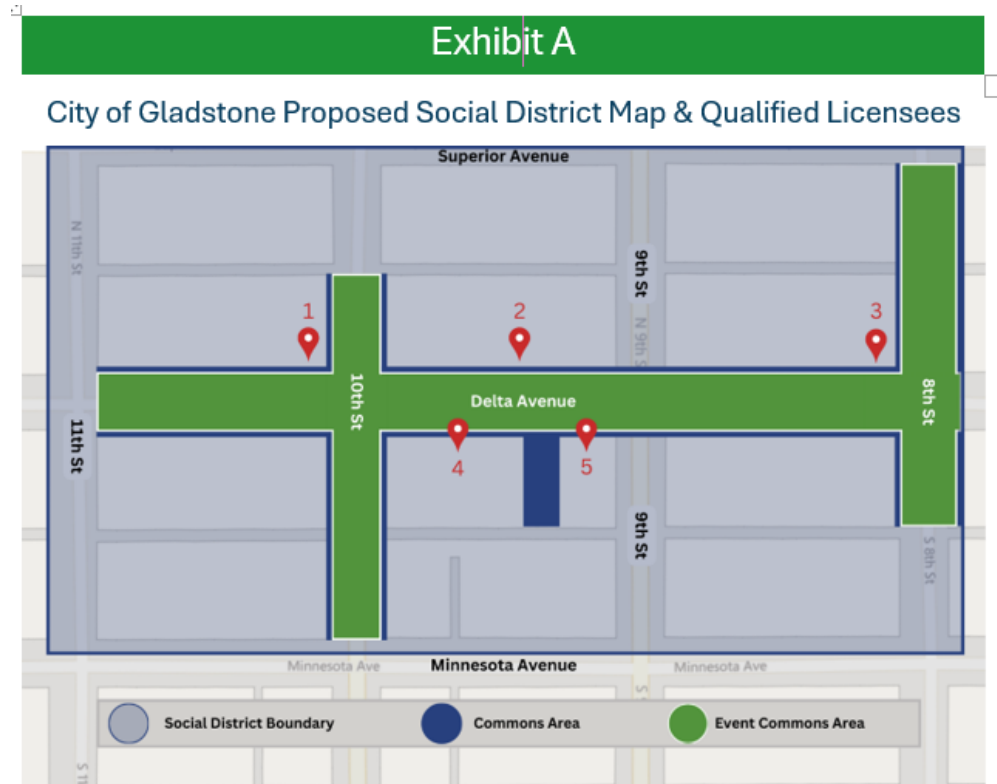 Exhibit A
City of Gladstone Proposed Social District Map & Qualified Licensees
Superior Avenue
N 11th St
9th St
1
2
3
N 9th S
10th St
Delta Avenue
8th St
11th St
4
5
9th St
S 8th St
Minnesota Ave
Minnesota Avenue
Minnesota Ave
S
Social District Boundary
Commons Area
Event Commons Area